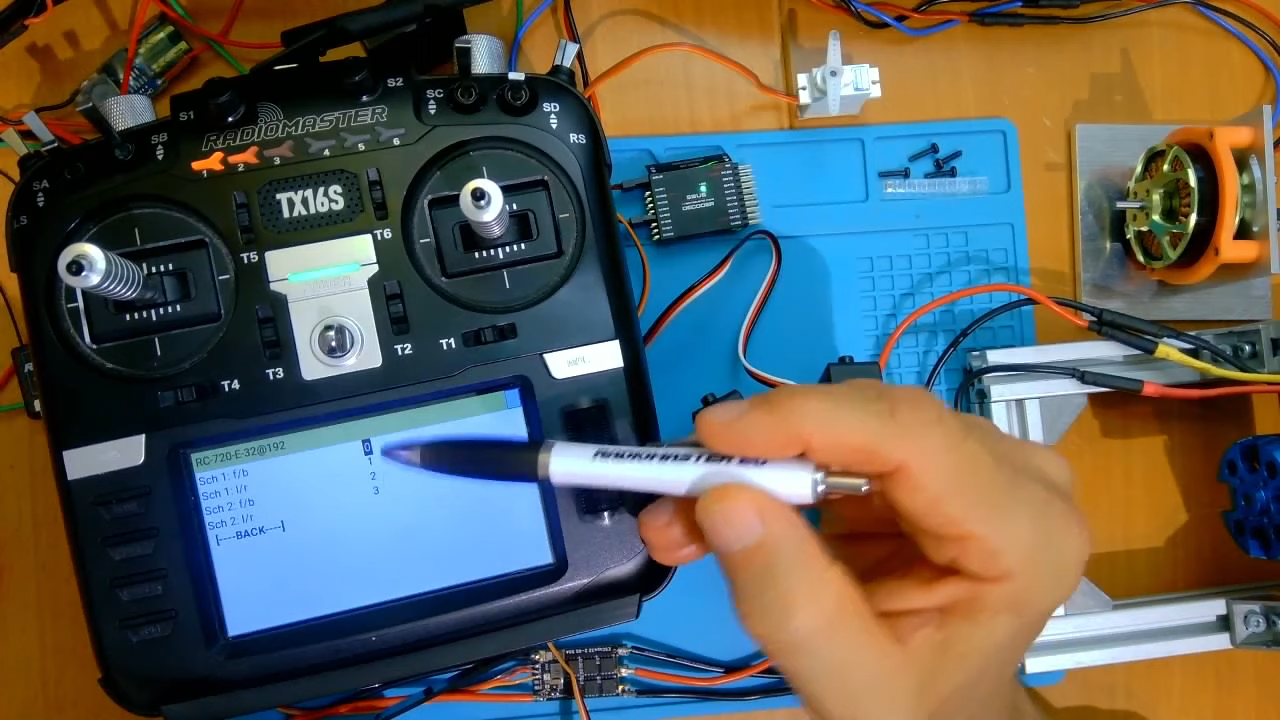 S1
S2
SC
SD
RS
SB
SA
LS
RADIOMASTER
1 2 3 4 5 6
TX16S
T6
T5
T2
T1
T3
T4
SBUS
DECODER
RC-720-E-32@192
Sch 1: f/b 0
Sch 1: l/r 1
Sch 2: f/b 2
Sch 2: l/r 3
[----BACK----]
RADIOMASTER